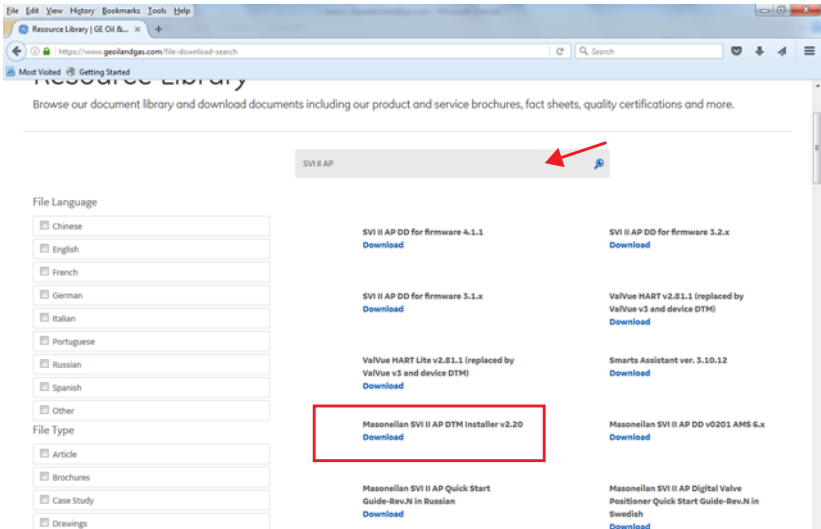 File Edit View History Bookmarks Tools Help
Resource Library | GE Oil &... × +
https://www.geoilandgas.com/file-download-search
Search
Most Visited Getting Started
Resource Library
Browse our document library and download documents including our product and service brochures, fact sheets, quality certifications and more.
SVI II AP
File Language
Chinese
English
French
German
Italian
Portuguese
Russian
Spanish
Other
File Type
Article
Brochures
Case Study
Drawings
SVI II AP DD for firmware 4.1.1
Download
SVI II AP DD for firmware 3.2.x
Download
SVI II AP DD for firmware 3.1.x
Download
ValVue HART v2.81.1 (replaced by
ValVue v3 and device DTM)
Download
ValVue HART Lite v2.81.1 (replaced by
ValVue v3 and device DTM)
Download
Smarts Assistant ver. 3.10.12
Download
Masoneilan SVI II AP DTM Installer v2.20
Download
Masoneilan SVI II AP DD v0201 AMS 6.x
Download
Masoneilan SVI II AP Quick Start
Guide-Rev.N in Russian
Download
Masoneilan SVI II AP Digital Valve
Positioner Quick Start Guide-Rev.N in
Swedish
Download